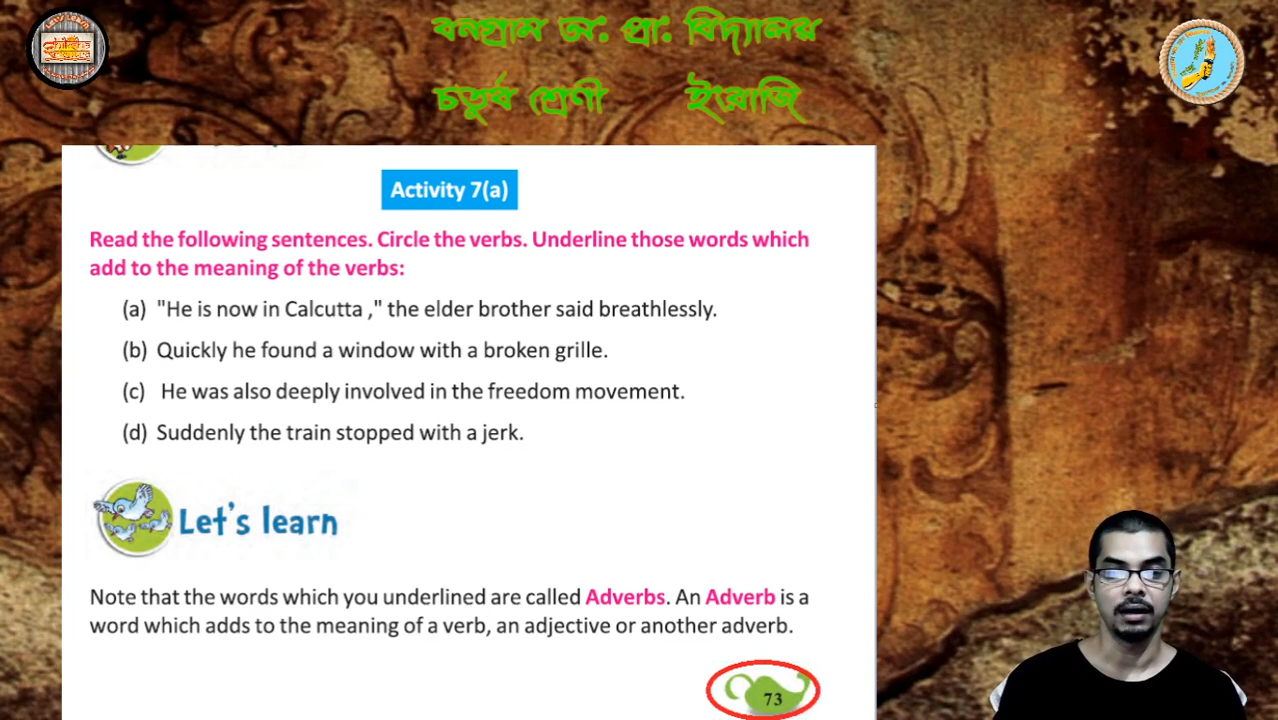 বনগ্রাম অ: প্রা: বিদ্যালয়
চতুর্থ শ্রেণী ইংরাজি
Activity 7(a)
Read the following sentences. Circle the verbs. Underline those words which
add to the meaning of the verbs:
(a) "He is now in Calcutta ," the elder brother said breathlessly.
(b) Quickly he found a window with a broken grille.
(c) He was also deeply involved in the freedom movement.
(d) Suddenly the train stopped with a jerk.
Let's learn
Note that the words which you underlined are called Adverbs. An Adverb is a
word which adds to the meaning of a verb, an adjective or another adverb.
73